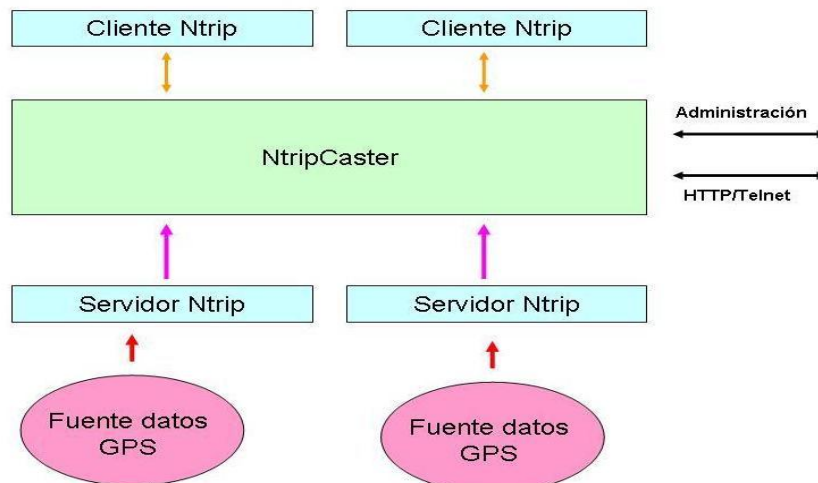 Cliente Ntrip
Cliente Ntrip
Administración
NtripCaster
HTTP/Telnet
Servidor Ntrip
Servidor Ntrip
Fuente datos
GPS
Fuente datos
GPS